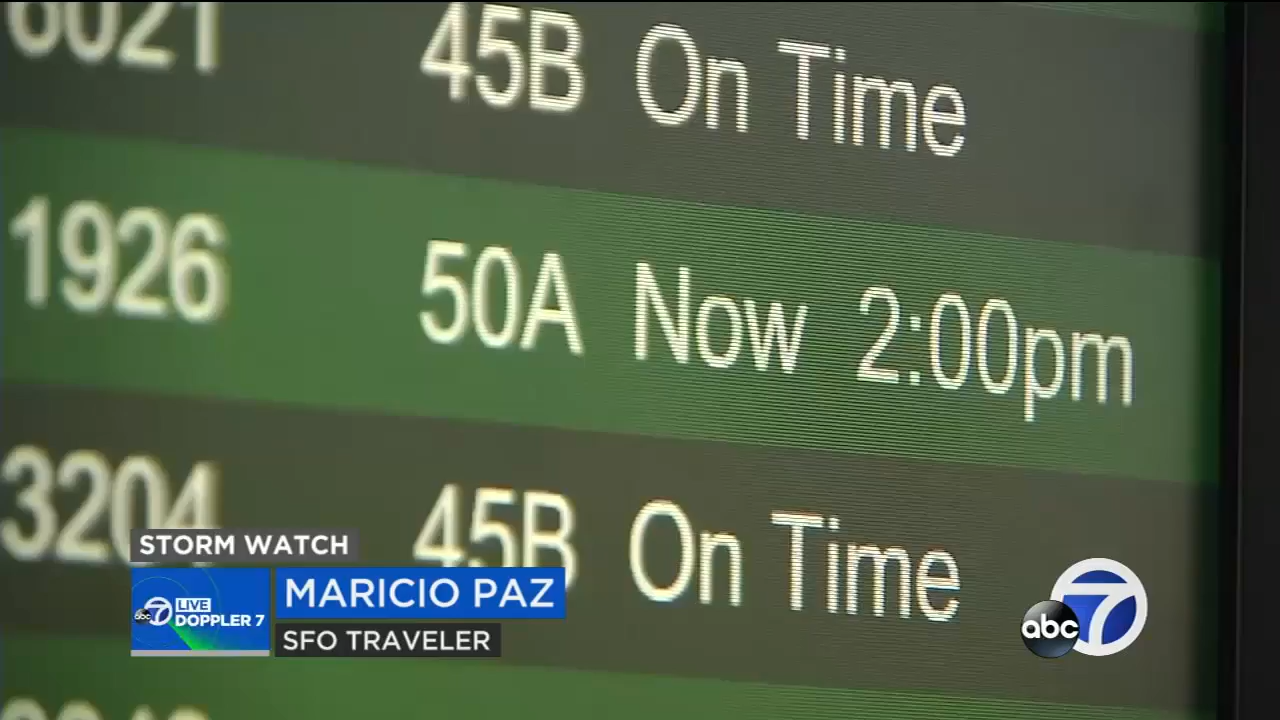 6021 45B On Time
1926 50A Now 2:00pm
3204 45B On Time
STORM WATCH
abc 7 LIVE DOPPLER 7
MARICIO PAZ
SFO TRAVELER
abc 7